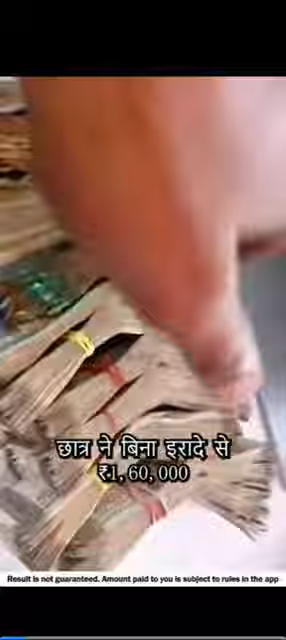 छात्र ने बिना इरादे से
₹1,60,000
Result is not guaranteed. Amount paid to you is subject to rules in the app